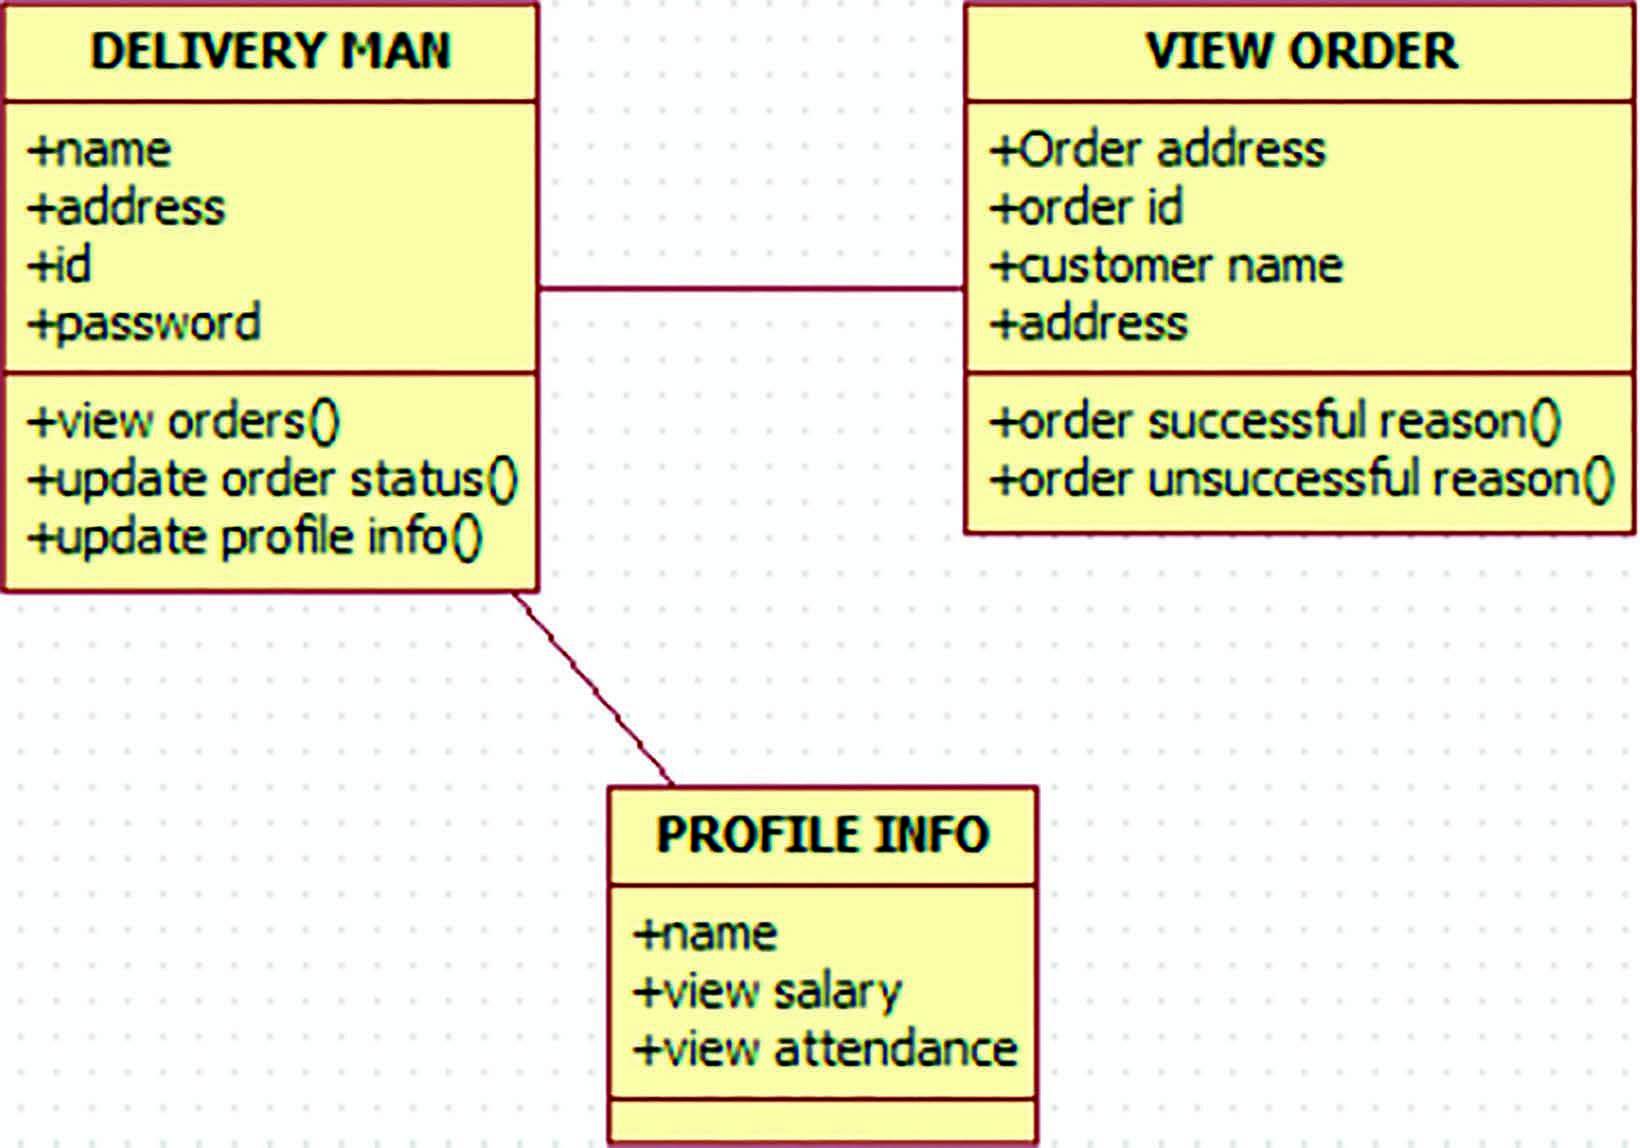 DELIVERY MAN
+name
+address
+id
+password
+view orders()
+update order status()
+update profile info()
VIEW ORDER
+Order address
+order id
+customer name
+address
+order successful reason()
+order unsuccessful reason()
PROFILE INFO
+name
+view salary
+view attendance